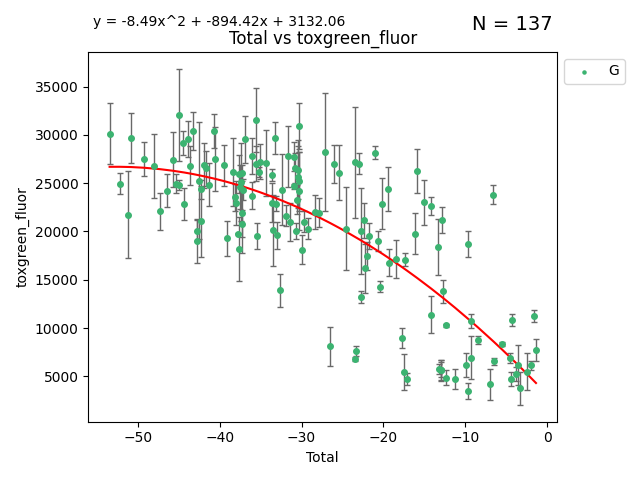 y = -8.49x^2 + -894.42x + 3132.06
N = 137
Total vs toxgreen_fluor
G
35000
30000
25000
20000
15000
10000
5000
toxgreen_fluor
−50
−40
−30
−20
−10
0
Total